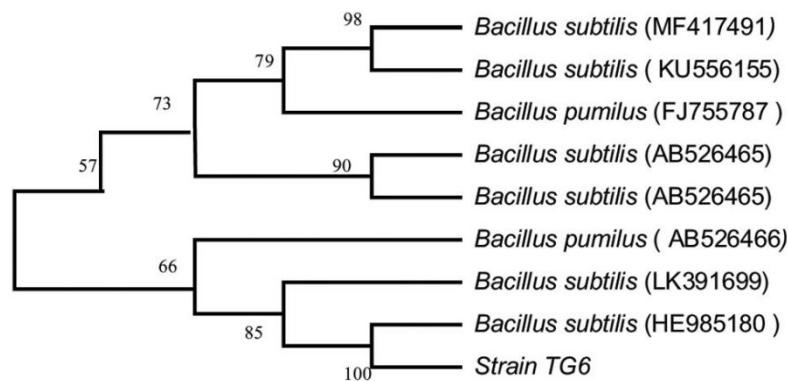 98
Bacillus subtilis (MF417491)
79
Bacillus subtilis ( KU556155)
73
Bacillus pumilus (FJ755787 )
57
90
Bacillus subtilis (AB526465)
Bacillus subtilis (AB526465)
66
Bacillus pumilus ( AB526466)
Bacillus subtilis (LK391699)
85
Bacillus subtilis (HE985180 )
100
Strain TG6